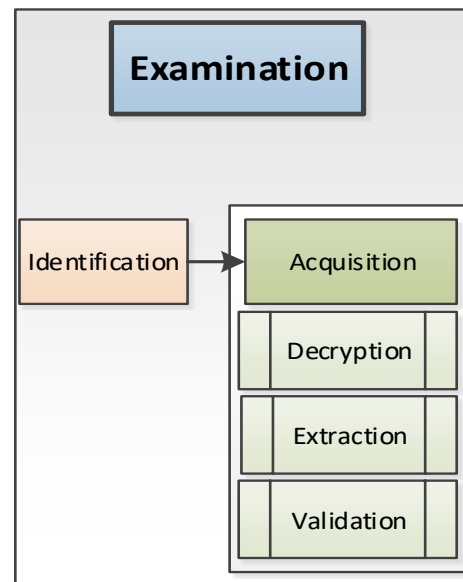 Examination
Identification
Acquisition
Decryption
Extraction
Validation